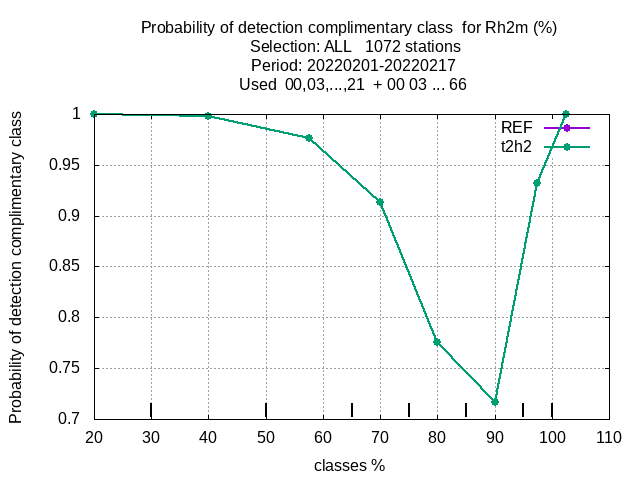 Probability of detection complimentary class  for Rh2m (%)
Selection: ALL   1072 stations
Period: 20220201-20220217
Used  00,03,...,21  + 00 03 ... 66
Probability of detection complimentary class
1
0.95
0.9
0.85
0.8
0.75
0.7
REF
t2h2
20 30 40 50 60 70 80 90 100 110
classes %